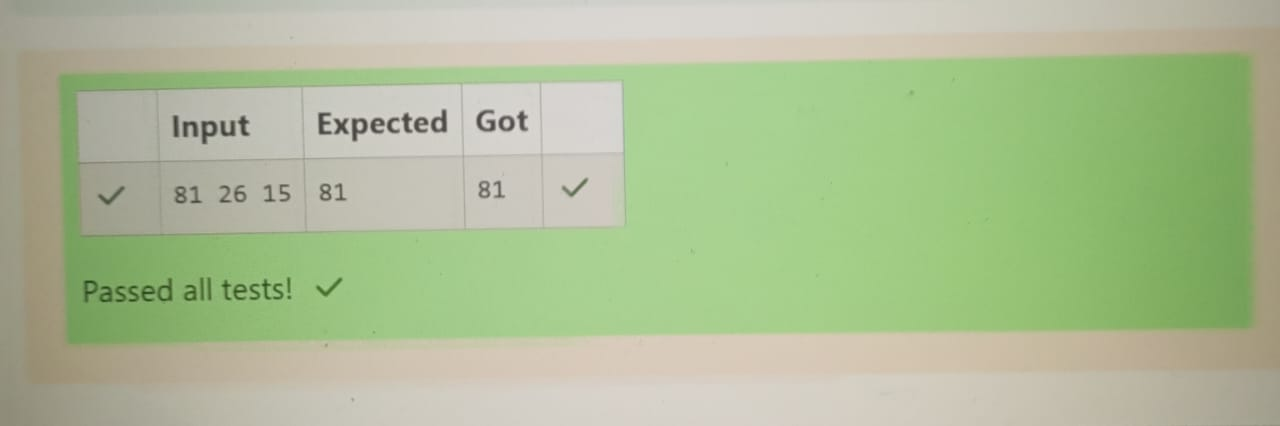 Input Expected Got
81 26 15 81 81
Passed all tests!